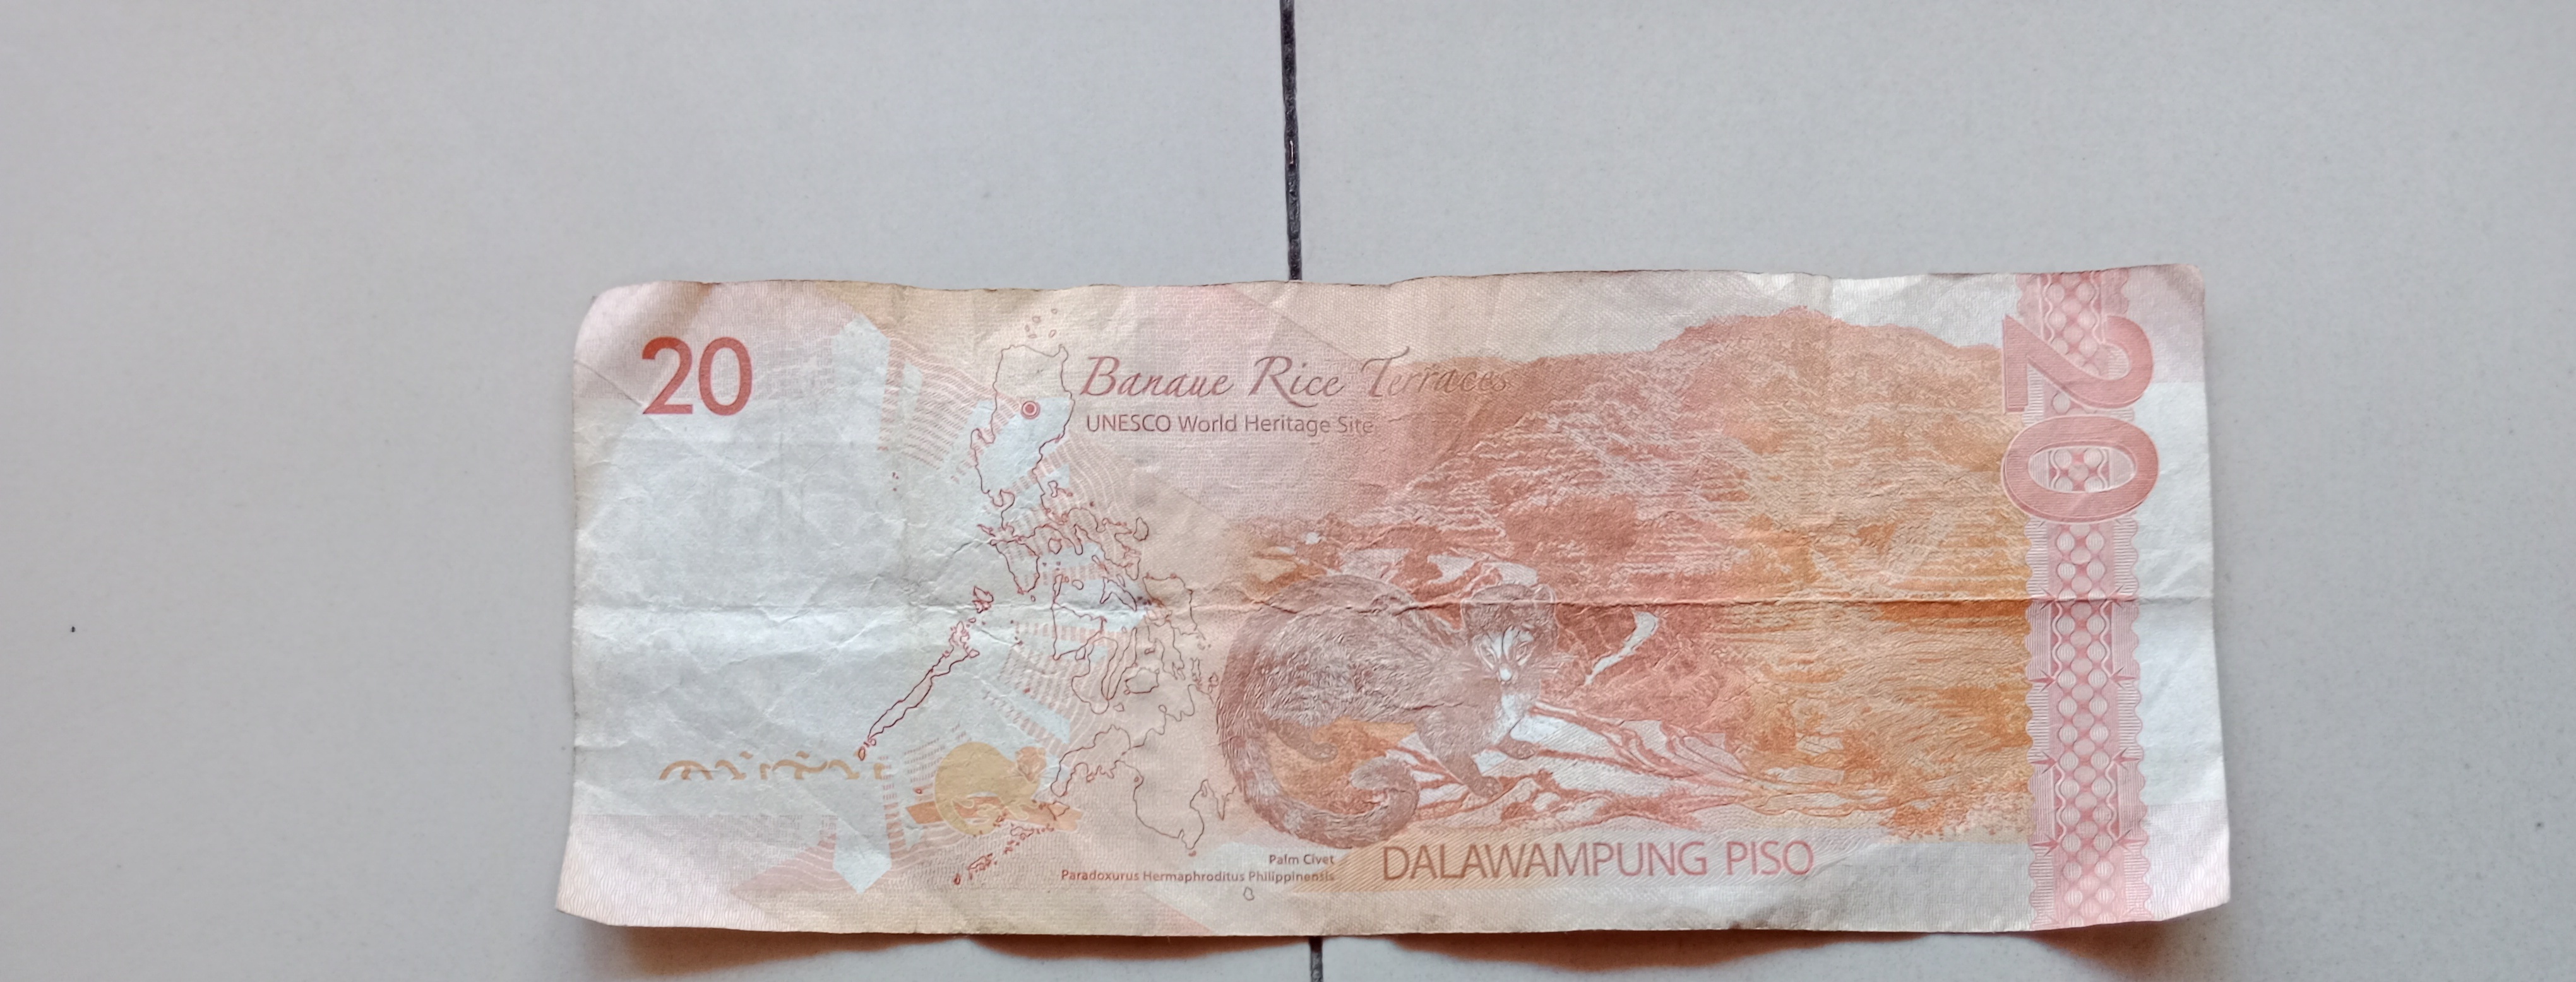 20
Banaue Rice Terraces
UNESCO World Heritage Site
20
Palm Civet
Paradoxurus Hermaphroditus Philippinensis
DALAWAMPUNG PISO